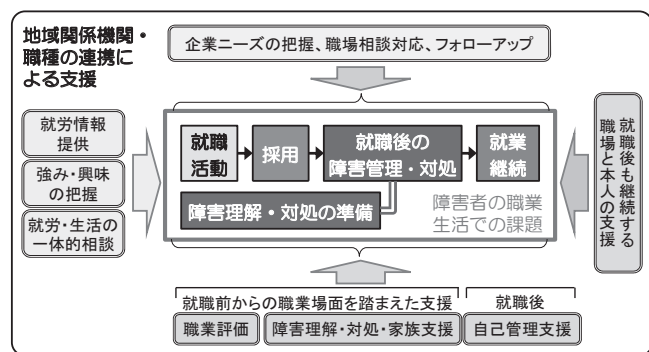 地域関係機関・
職種の連携に
よる支援
企業ニーズの把握、職場相談対応、フォローアップ
就労情報
提供
強み・興味
の把握
就労・生活の
一体的相談
就職
活動
採用
就職後の
障害管理・対処
就業
継続
障害理解・対処の準備
障害者の職業
生活での課題
就職後も継続する
職場と本人の支援
就職前からの職業場面を踏まえた支援
就職後
職業評価
障害理解・対処・家族支援
自己管理支援